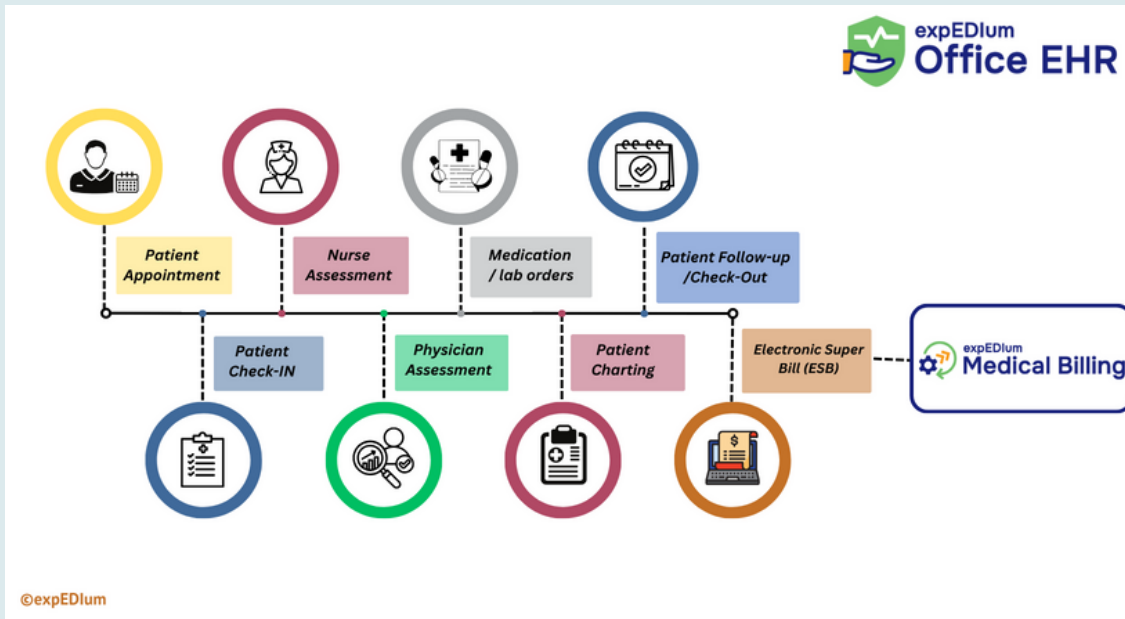 expEDIum
Office EHR
Patient
Appointment
Nurse
Assessment
Medication
/ lab orders
Patient Follow-up
/Check-Out
Patient
Check-IN
Physician
Assessment
Patient
Charting
Electronic Super
Bill (ESB)
expEDIum
Medical Billing
$
©expEDIum